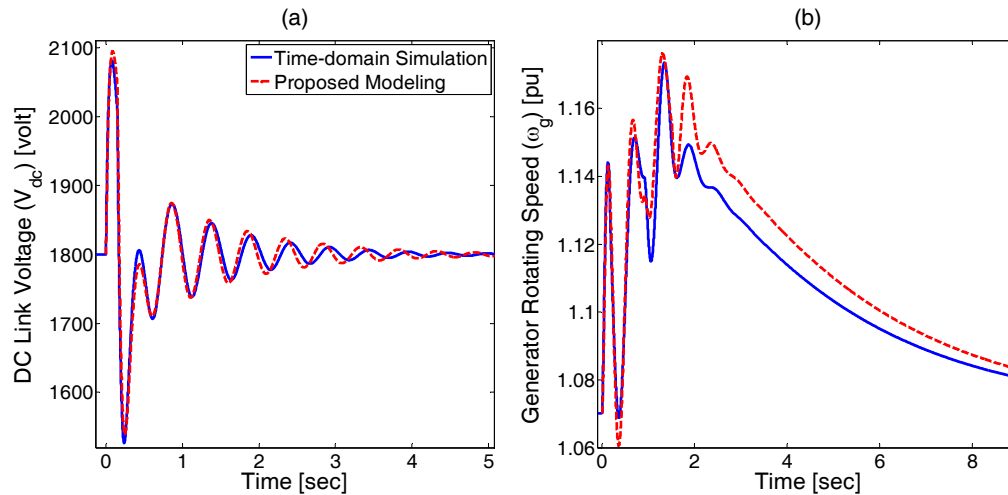 (a)
DC Link Voltage (V_dc) [volt]
2100
2000
1900
1800
1700
1600
0 1 2 3 4 5
Time [sec]
Time-domain Simulation
Proposed Modeling
(b)
Generator Rotating Speed (ω_g) [pu]
1.16
1.14
1.12
1.1
1.08
1.06
0 2 4 6 8
Time [sec]